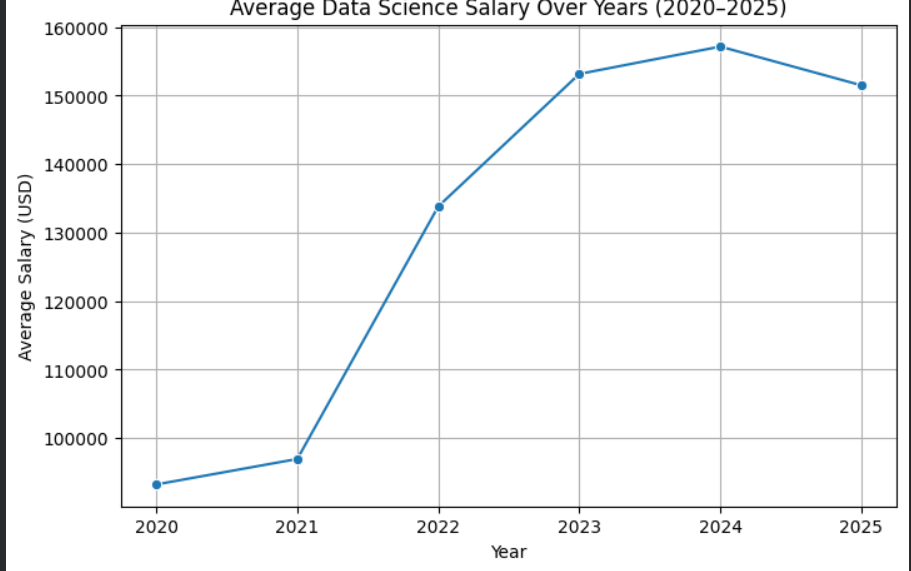 Average Data Science Salary Over Years (2020–2025)
160000
150000
140000
130000
120000
110000
100000
Average Salary (USD)
2020 2021 2022 2023 2024 2025
Year